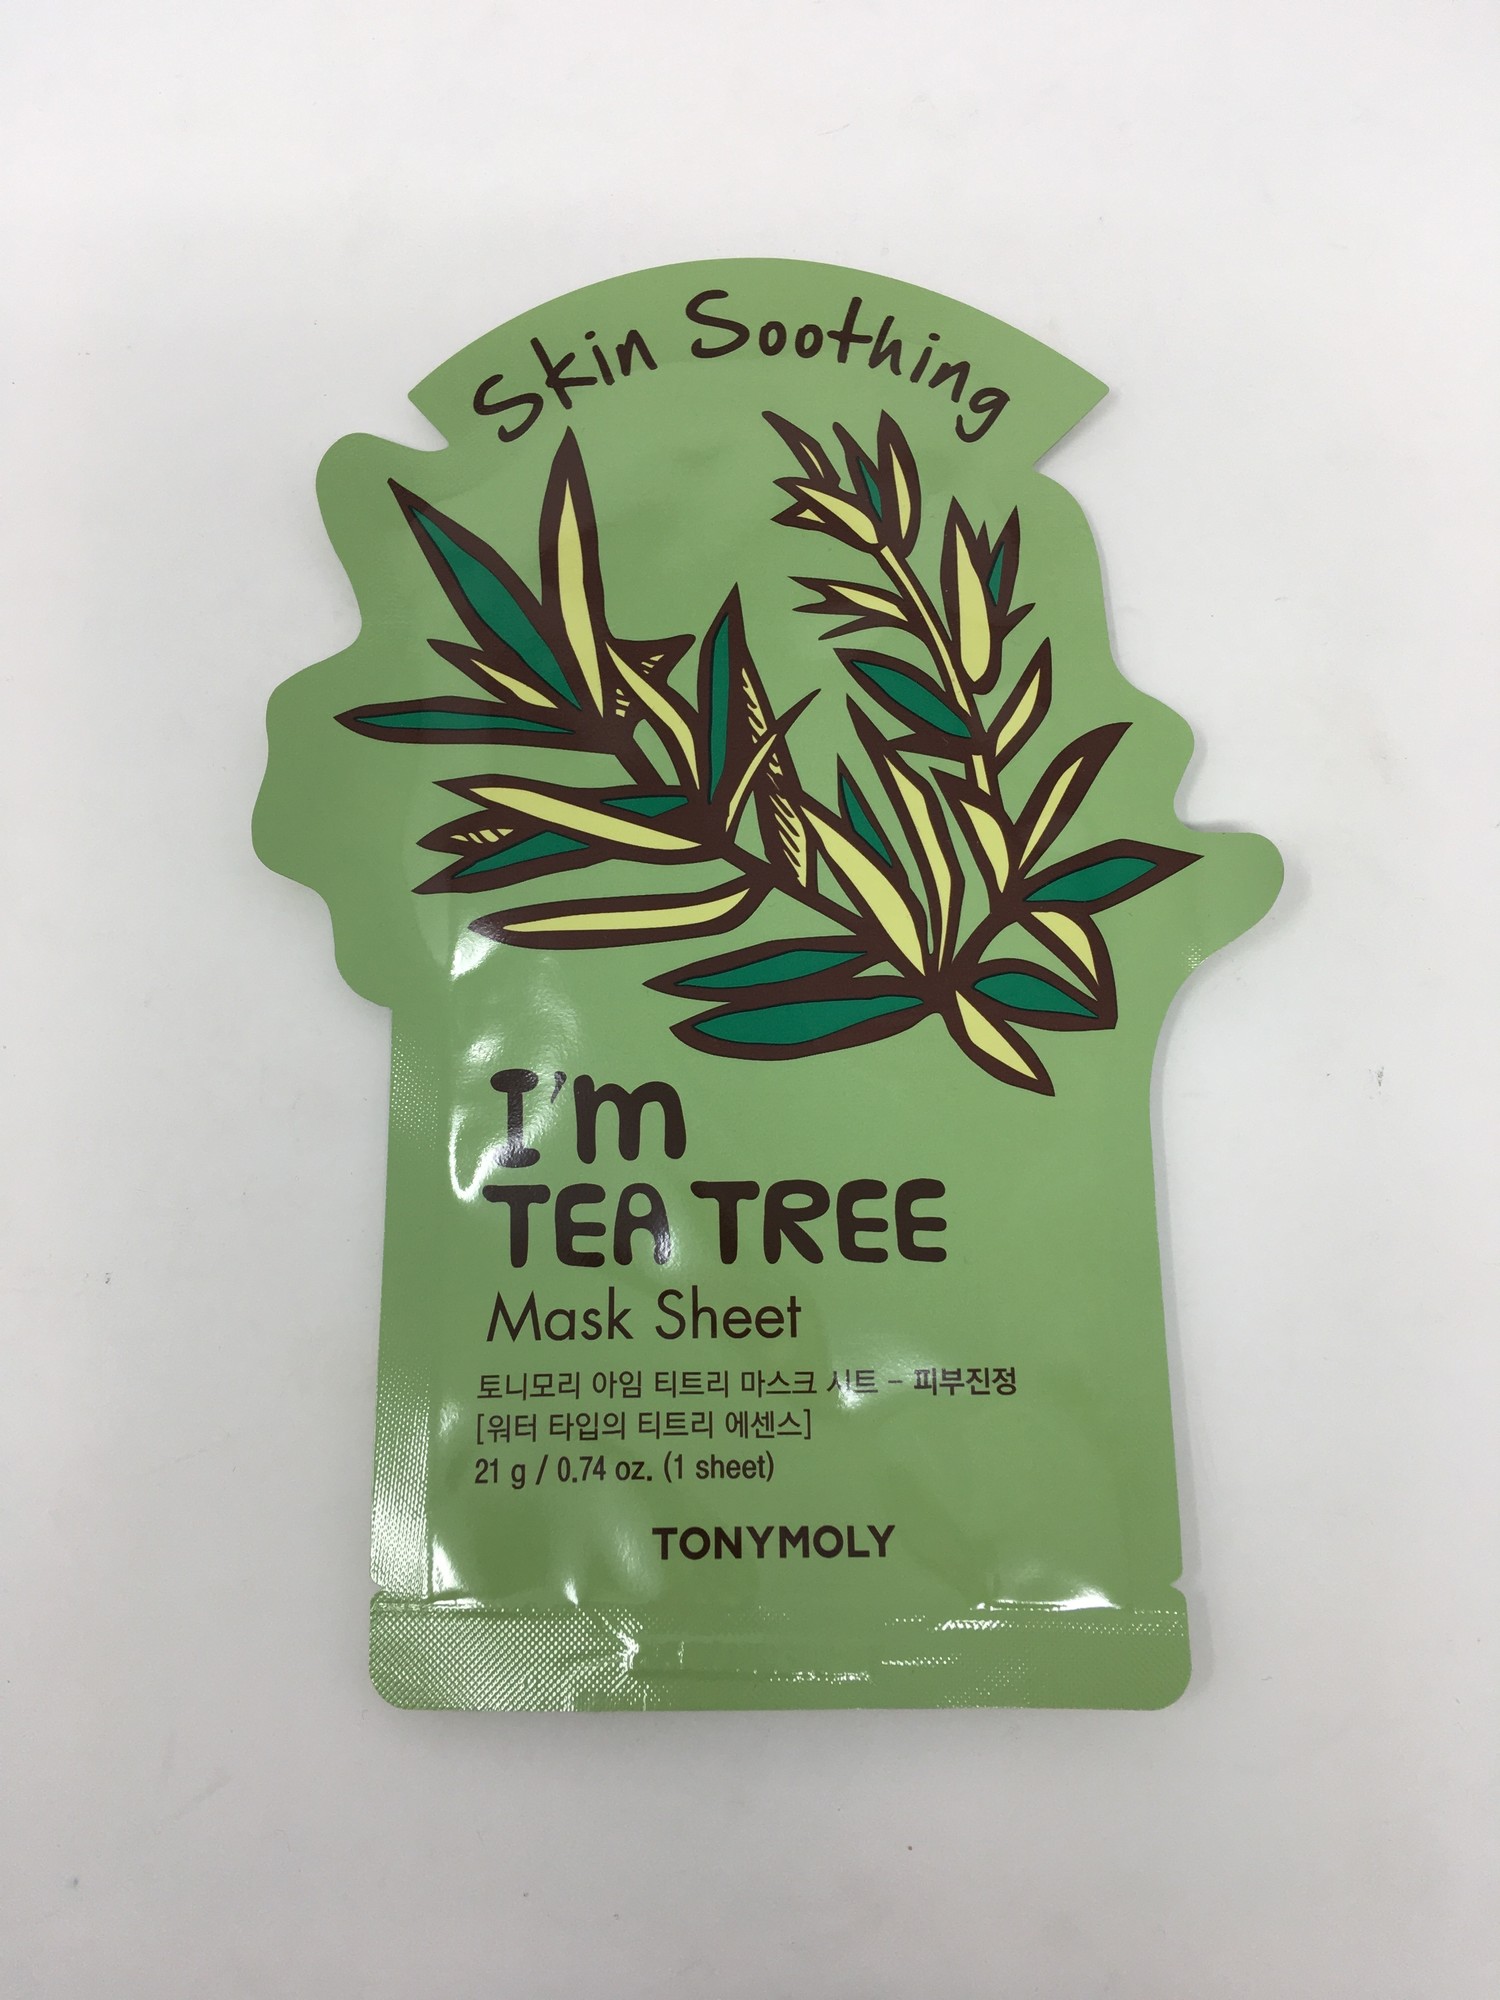 Skin Soothing
I'm
TEA TREE
Mask Sheet
토니모리 아임 티트리 마스크 시트 - 피부진정
[워터 타입의 티트리 에센스]
21 g / 0.74 oz. (1 sheet)
TONYMOLY